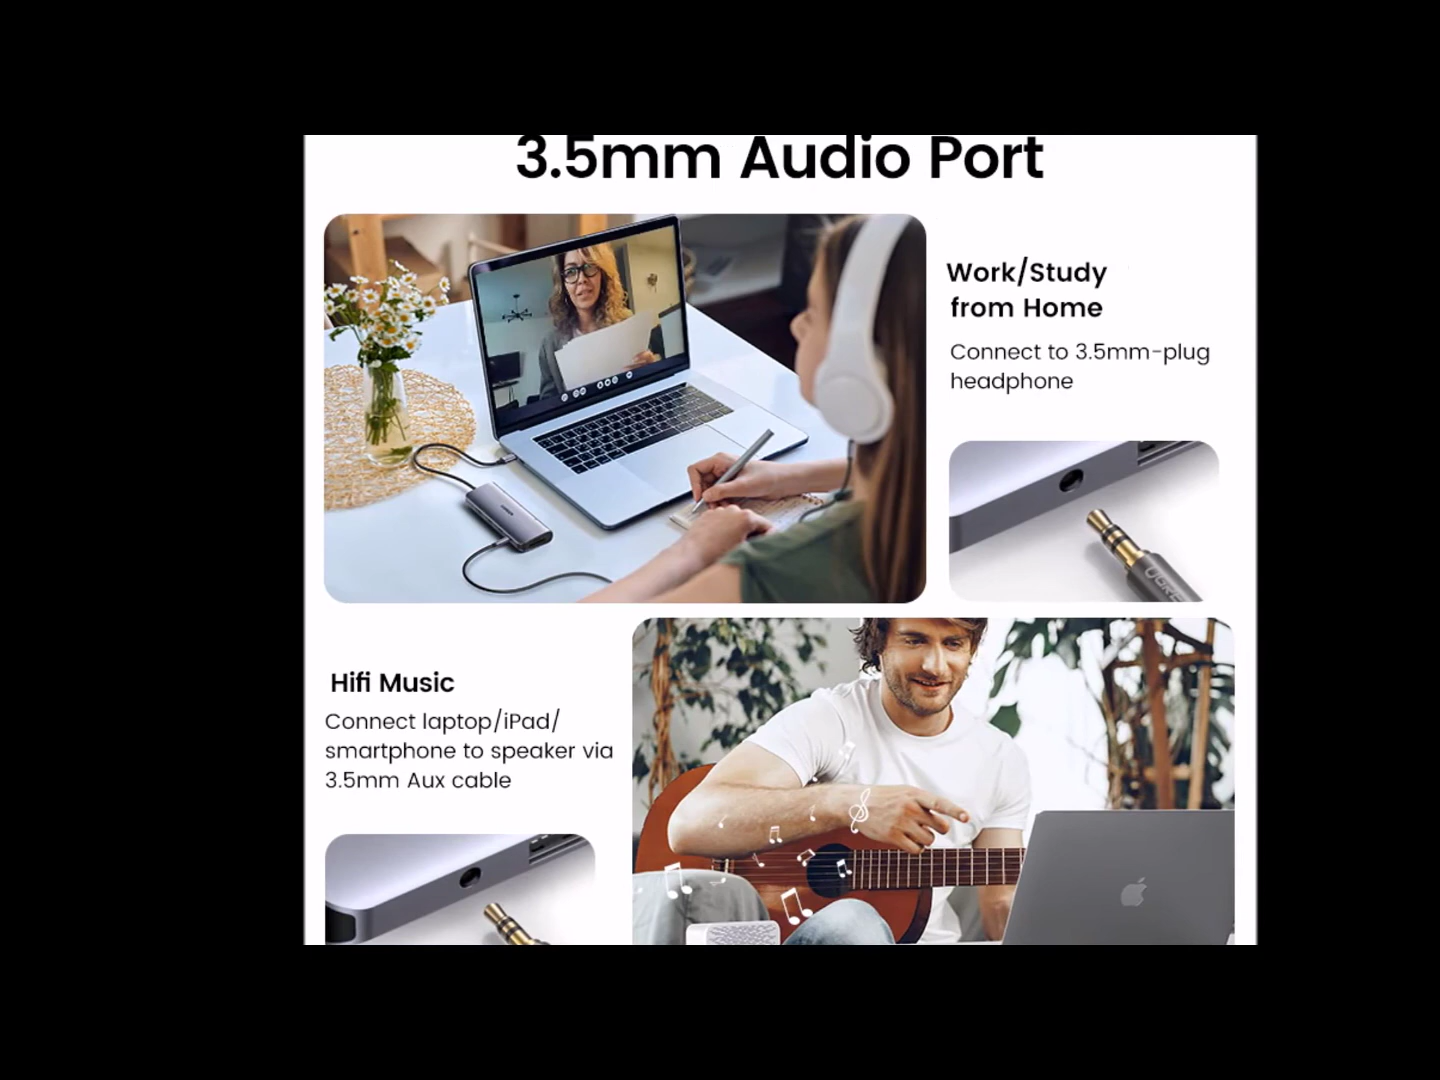 3.5mm Audio Port
Work/Study
from Home
Connect to 3.5mm-plug
headphone
Hifi Music
Connect laptop/iPad/
smartphone to speaker via
3.5mm Aux cable